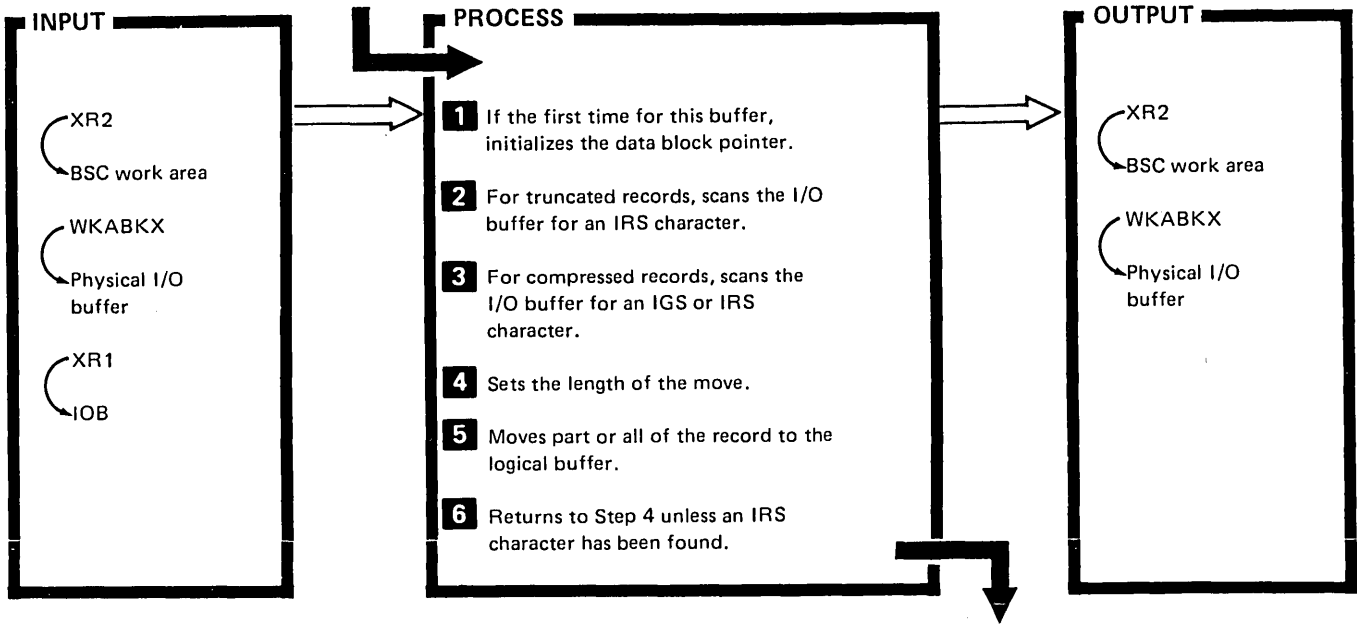 INPUT
XR2
BSC work area
WKABKX
Physical I/O
buffer
XR1
IOB
PROCESS
1 If the first time for this buffer,
initializes the data block pointer.
2 For truncated records, scans the I/O
buffer for an IRS character.
3 For compressed records, scans the
I/O buffer for an IGS or IRS
character.
4 Sets the length of the move.
5 Moves part or all of the record to the
logical buffer.
6 Returns to Step 4 unless an IRS
character has been found.
OUTPUT
XR2
BSC work area
WKABKX
Physical I/O
buffer